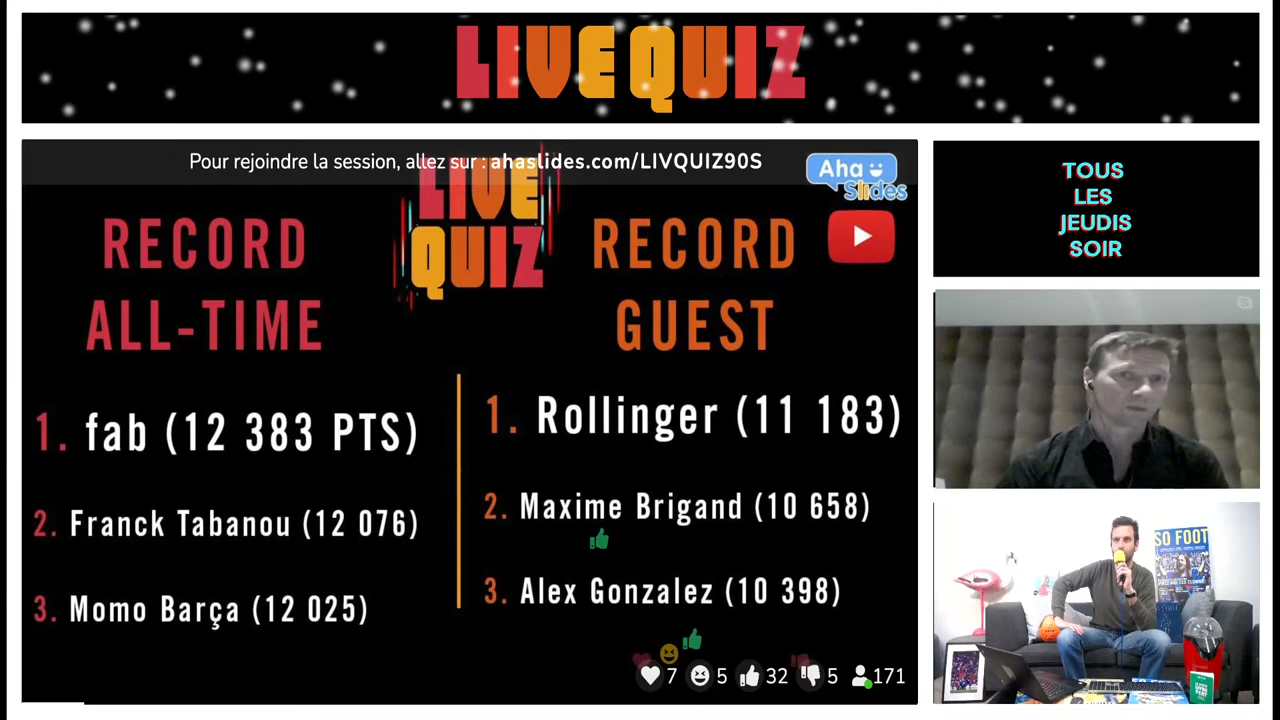 LIVE QUIZ
Pour rejoindre la session, allez sur : ahaslides.com/LIVQUIZ90S
Aha
Slides
LIVE
QUIZ
RECORD
ALL-TIME
1. fab (12 383 PTS)
2. Franck Tabanou (12 076)
3. Momo Barça (12 025)
RECORD
GUEST
1. Rollinger (11 183)
2. Maxime Brigand (10 658)
3. Alex Gonzalez (10 398)
7 5 32 5 171
TOUS
LES
JEUDIS
SOIR
SO FOOT